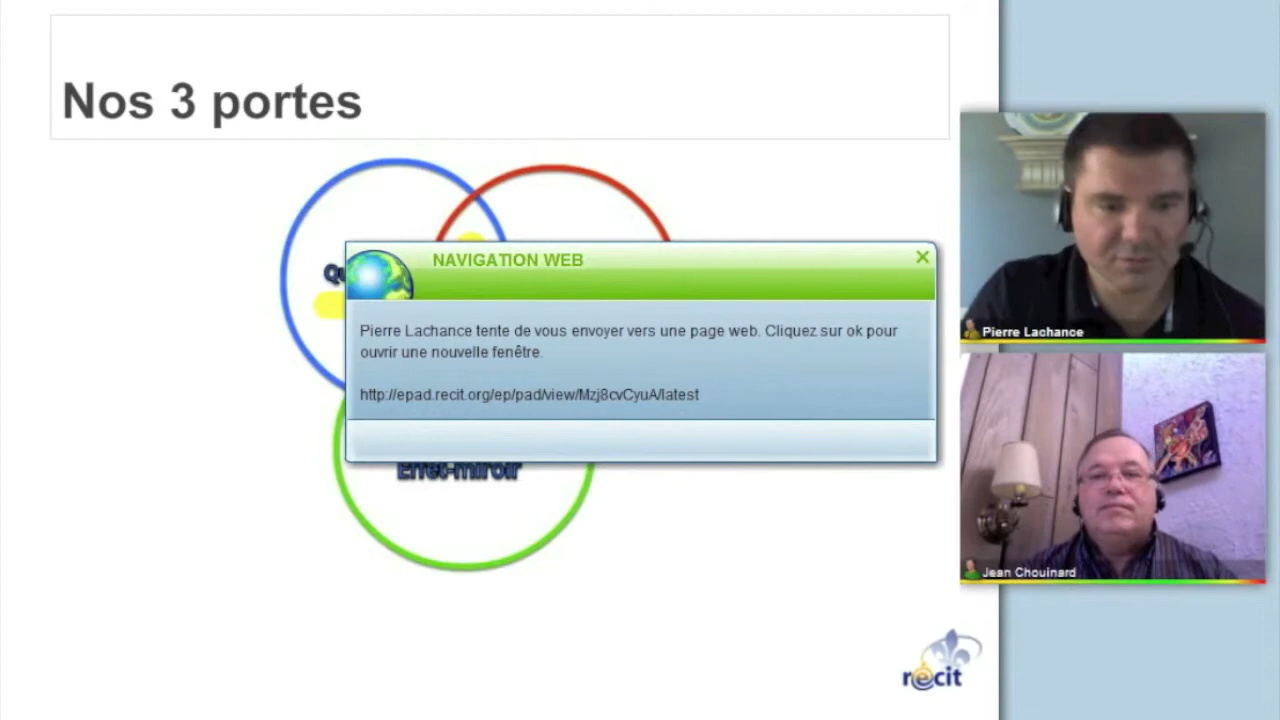 Nos 3 portes
NAVIGATION WEB
Pierre Lachance tente de vous envoyer vers une page web. Cliquez sur ok pour
ouvrir une nouvelle fenêtre.
http://epad.recit.org/ep/pad/view/Mzj8cvCyuA/latest
Effet-miroir
Pierre Lachance
Jean Chouinard
récit